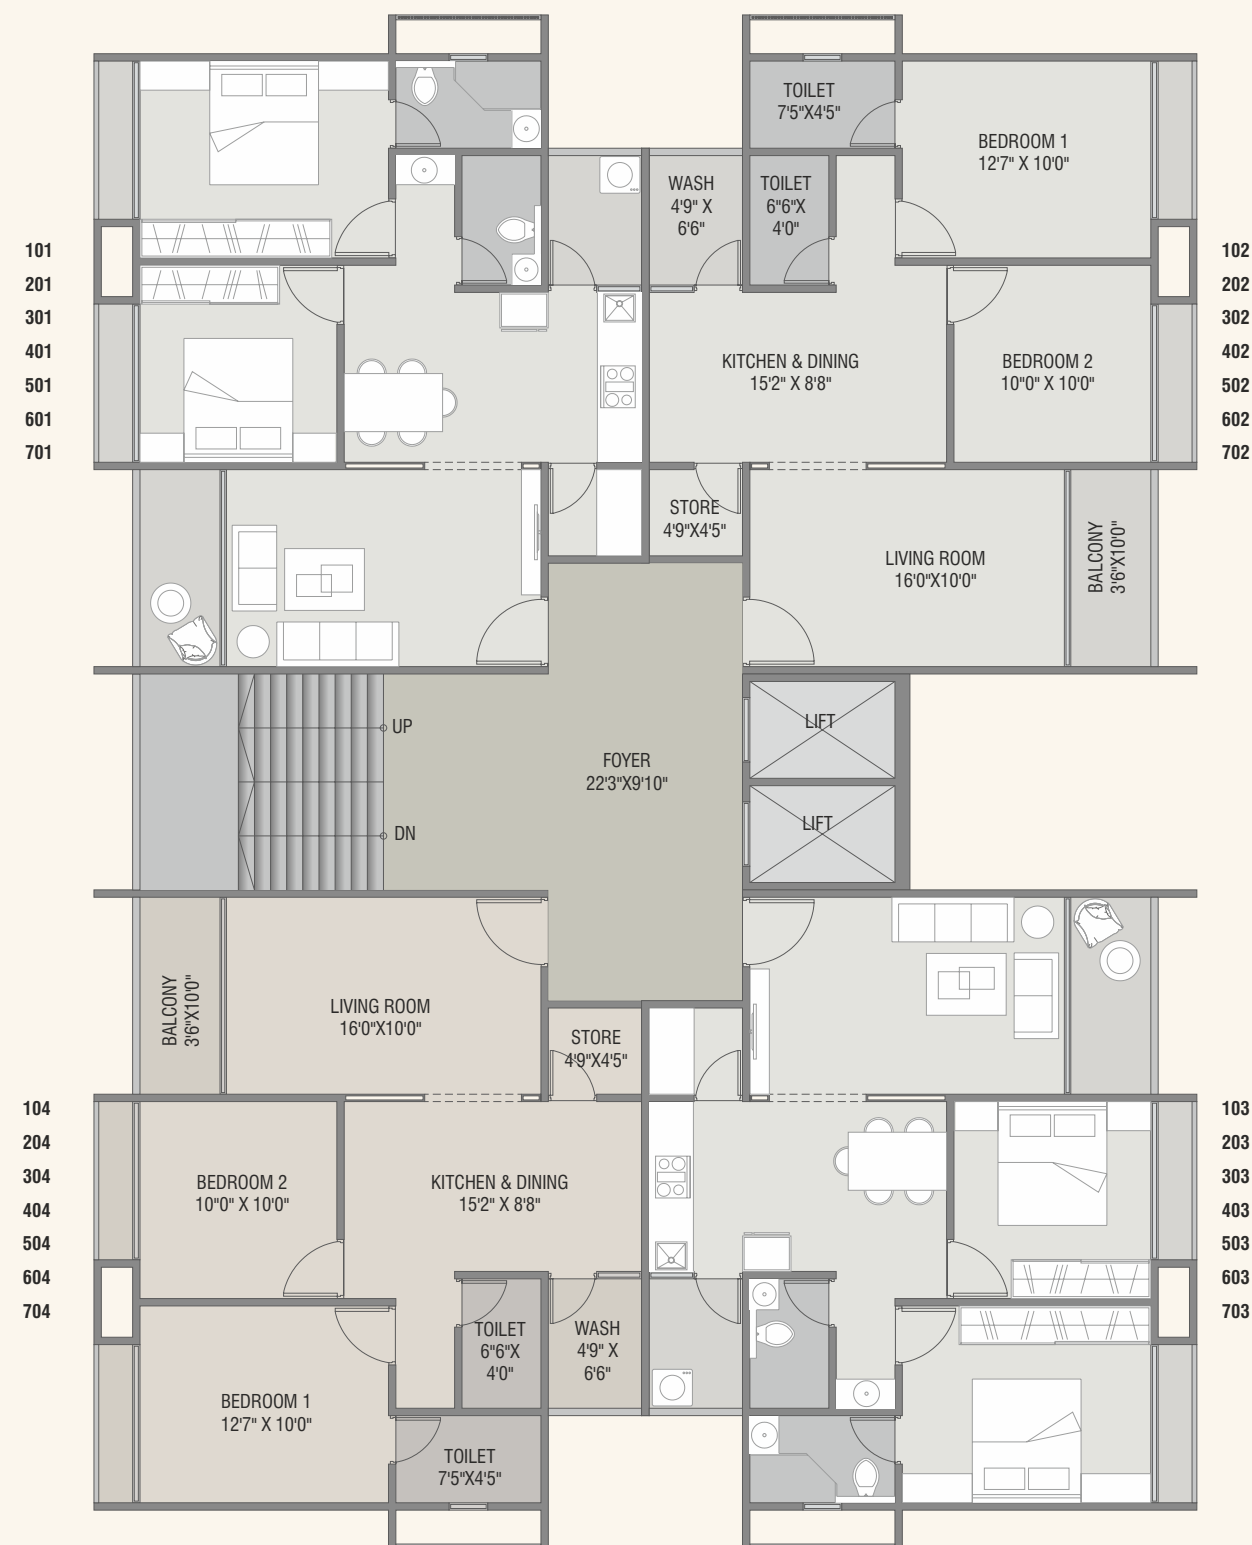 TOILET
7'5"X4'5"
BEDROOM 1
12'7" X 10'0"
WASH
4'9" X
6'6"
TOILET
6"6"X
4'0"
101
201
301
401
501
601
701
102
202
302
402
502
602
702
KITCHEN & DINING
15'2" X 8'8"
BEDROOM 2
10"0" X 10'0"
STORE
4'9"X4'5"
LIVING ROOM
16'0"X10'0"
BALCONY
3'6"X10'0"
UP
DN
FOYER
22'3"X9'10"
LIFT
LIFT
BALCONY
3'6"X10'0"
LIVING ROOM
16'0"X10'0"
STORE
4'9"X4'5"
104
204
304
404
504
604
704
103
203
303
403
503
603
703
BEDROOM 2
10"0" X 10'0"
KITCHEN & DINING
15'2" X 8'8"
TOILET
6"6"X
4'0"
WASH
4'9" X
6'6"
BEDROOM 1
12'7" X 10'0"
TOILET
7'5"X4'5"